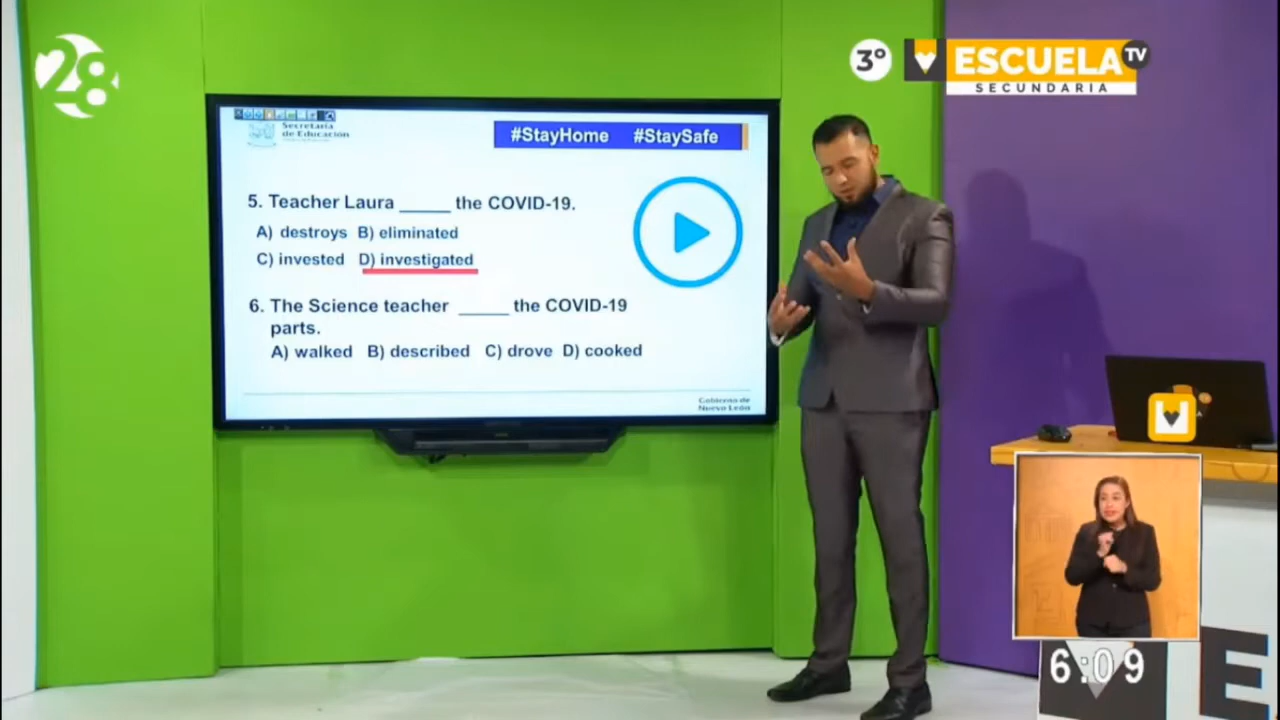 28
3º
ESCUELA TV
SECUNDARIA
Secretaría
de Educación
#StayHome #StaySafe
5. Teacher Laura _____ the COVID-19.
A) destroys B) eliminated
C) invested D) investigated
6. The Science teacher _____ the COVID-19
parts.
A) walked B) described C) drove D) cooked
Gobierno de
Nuevo León
6:09
E